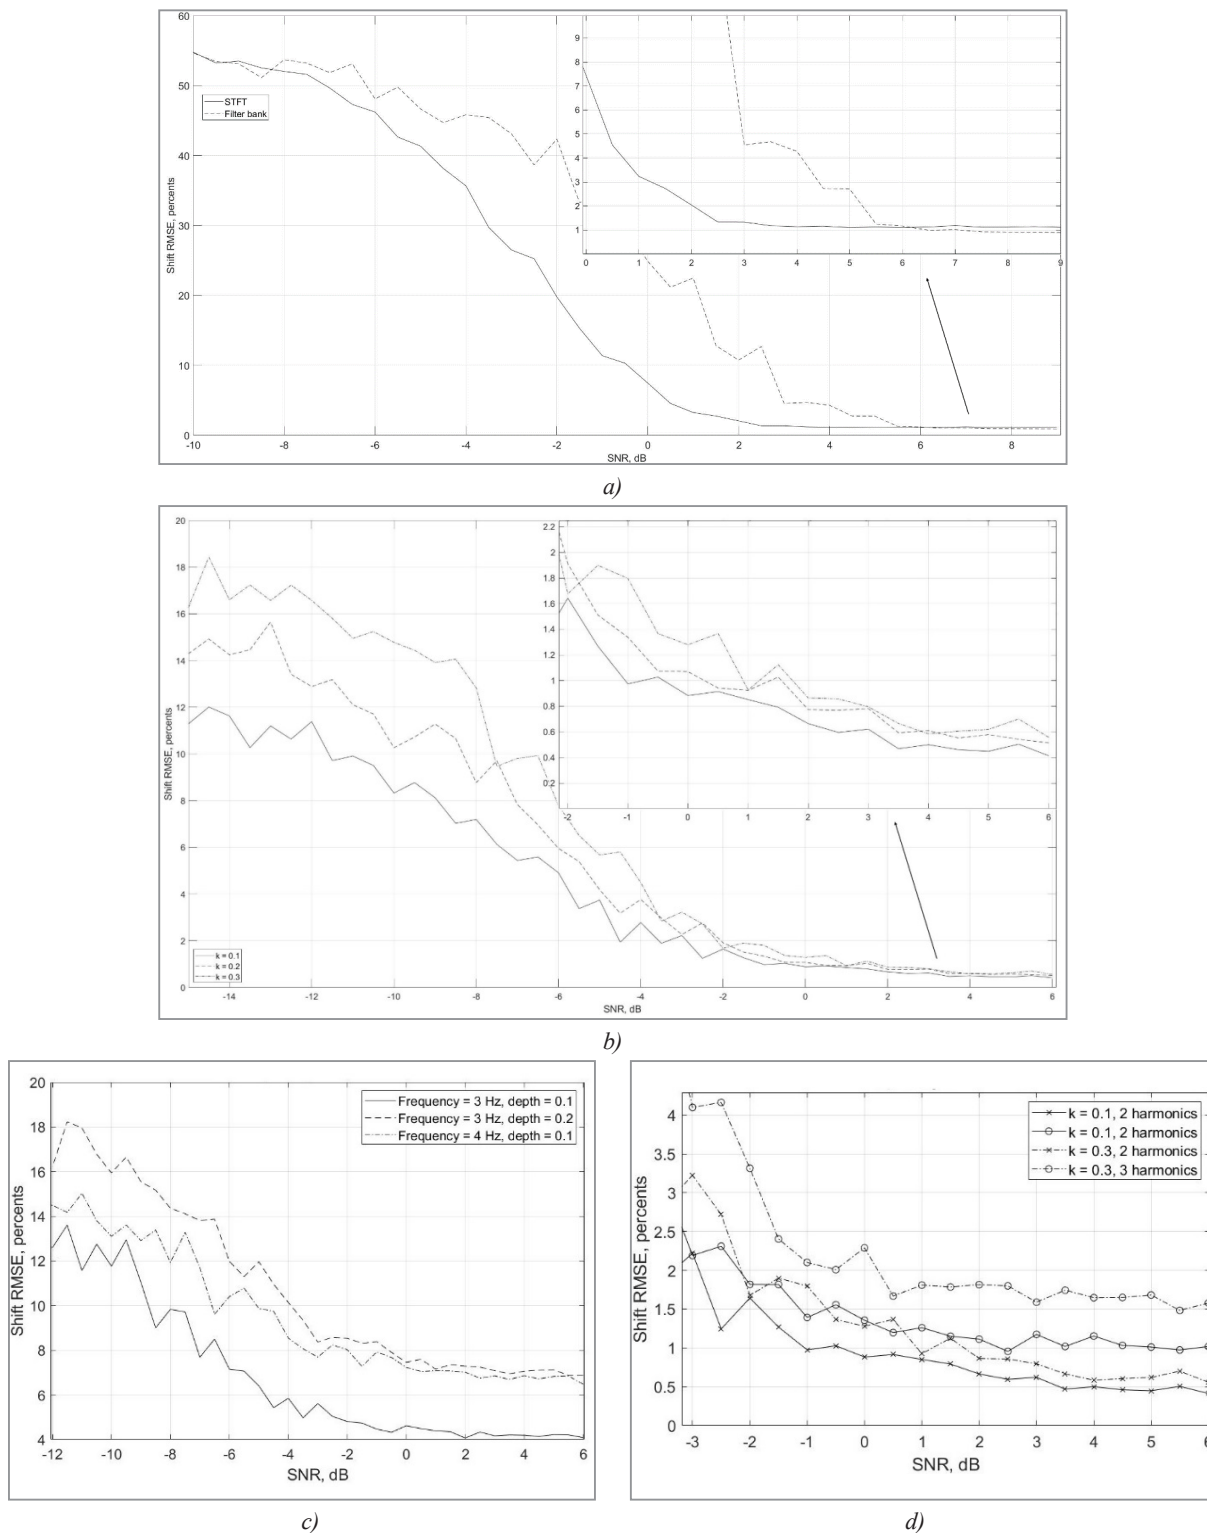 60
50
40
30
20
10
0
Shift RMSE, percents
STFT
Filter bank
9
8
7
6
5
4
3
2
1
0 1 2 3 4 5 6 7 8 9
-10 -8 -6 -4 -2 0 2 4 6 8
SNR, dB
a)
20
18
16
14
12
10
8
6
4
2
0
Shift RMSE, percents
k = 0.1
k = 0.2
k = 0.3
2.2
2
1.8
1.6
1.4
1.2
1
0.8
0.6
0.4
0.2
-2 -1 0 1 2 3 4 5 6
-14 -12 -10 -8 -6 -4 -2 0 2 4 6
SNR, dB
b)
20
18
16
14
12
10
8
6
4
Shift RMSE, percents
Frequency = 3 Hz, depth = 0.1
Frequency = 3 Hz, depth = 0.2
Frequency = 4 Hz, depth = 0.1
-12 -10 -8 -6 -4 -2 0 2 4 6
SNR, dB
c)
4
3.5
3
2.5
2
1.5
1
0.5
0
Shift RMSE, percents
k = 0.1, 2 harmonics
k = 0.1, 2 harmonics
k = 0.3, 2 harmonics
k = 0.3, 3 harmonics
-3 -2 -1 0 1 2 3 4 5 6
SNR, dB
d)